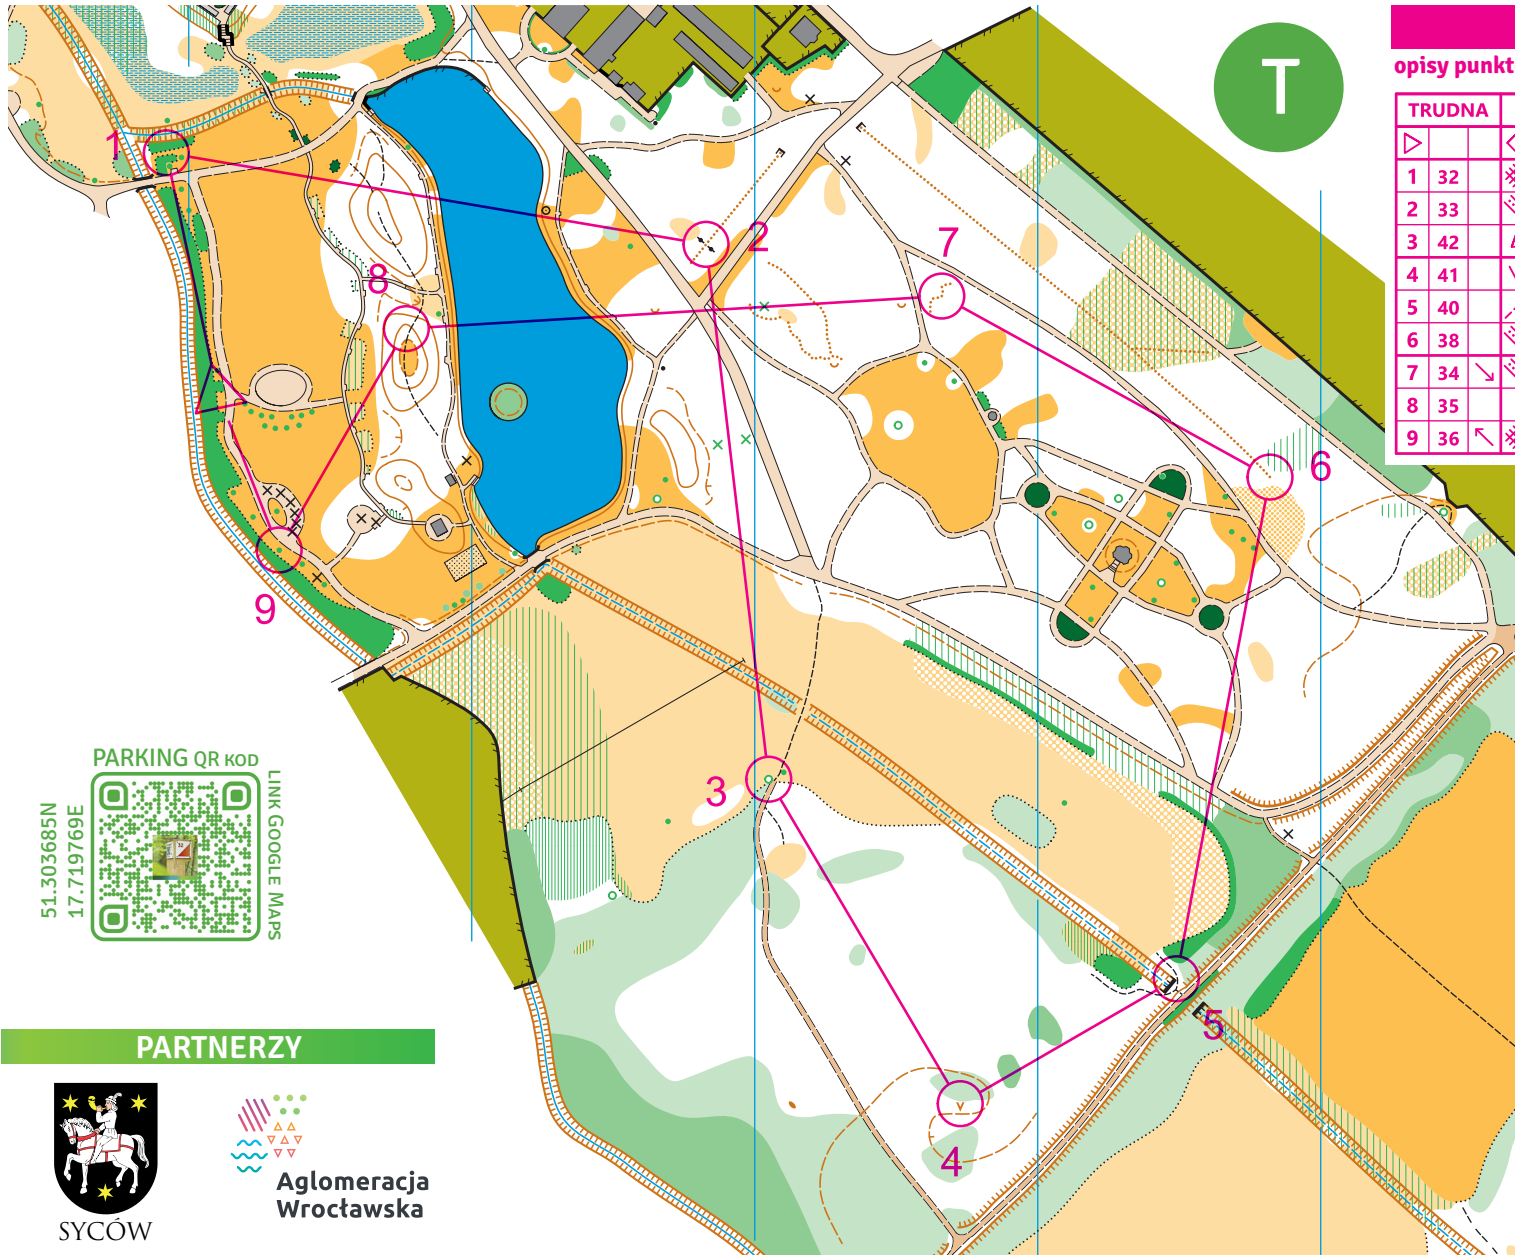 T
opisy punkt
TRUDNA
1 32
2 33
3 42
4 41
5 40
6 38
7 34
8 35
9 36
1
2
7
8
6
9
3
5
4
PARKING QR KOD
51.303685N
17.719769E
LINK GOOGLE MAPS
32
PARTNERZY
SYCÓW
Aglomeracja
Wrocławska